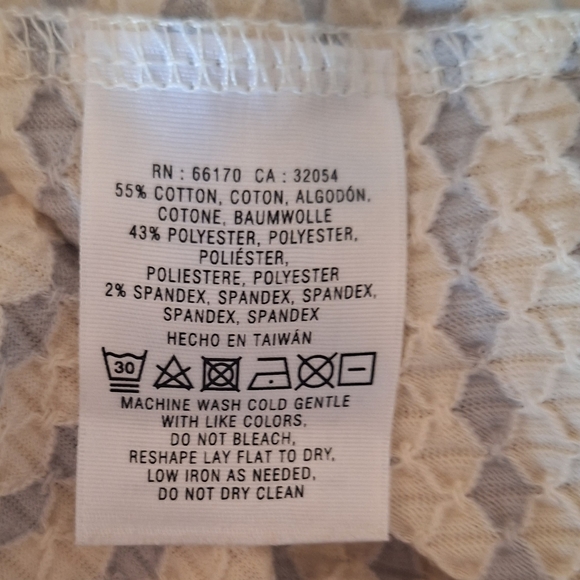 RN : 66170 CA : 32054
55% COTTON, COTON, ALGODÓN,
COTONE, BAUMWOLLE
43% POLYESTER, POLYESTER,
POLIÉSTER,
POLIESTERE, POLYESTER
2% SPANDEX, SPANDEX, SPANDEX,
SPANDEX, SPANDEX
HECHO EN TAIWÁN
30
MACHINE WASH COLD GENTLE
WITH LIKE COLORS,
DO NOT BLEACH,
RESHAPE LAY FLAT TO DRY,
LOW IRON AS NEEDED,
DO NOT DRY CLEAN